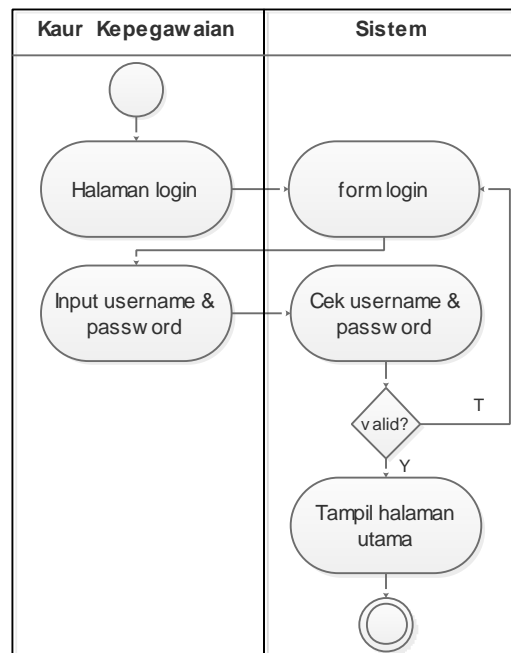 Kaur Kepegawaian
Sistem
Halaman login
form login
Input username &
password
Cek username &
password
valid?
T
Y
Tampil halaman
utama